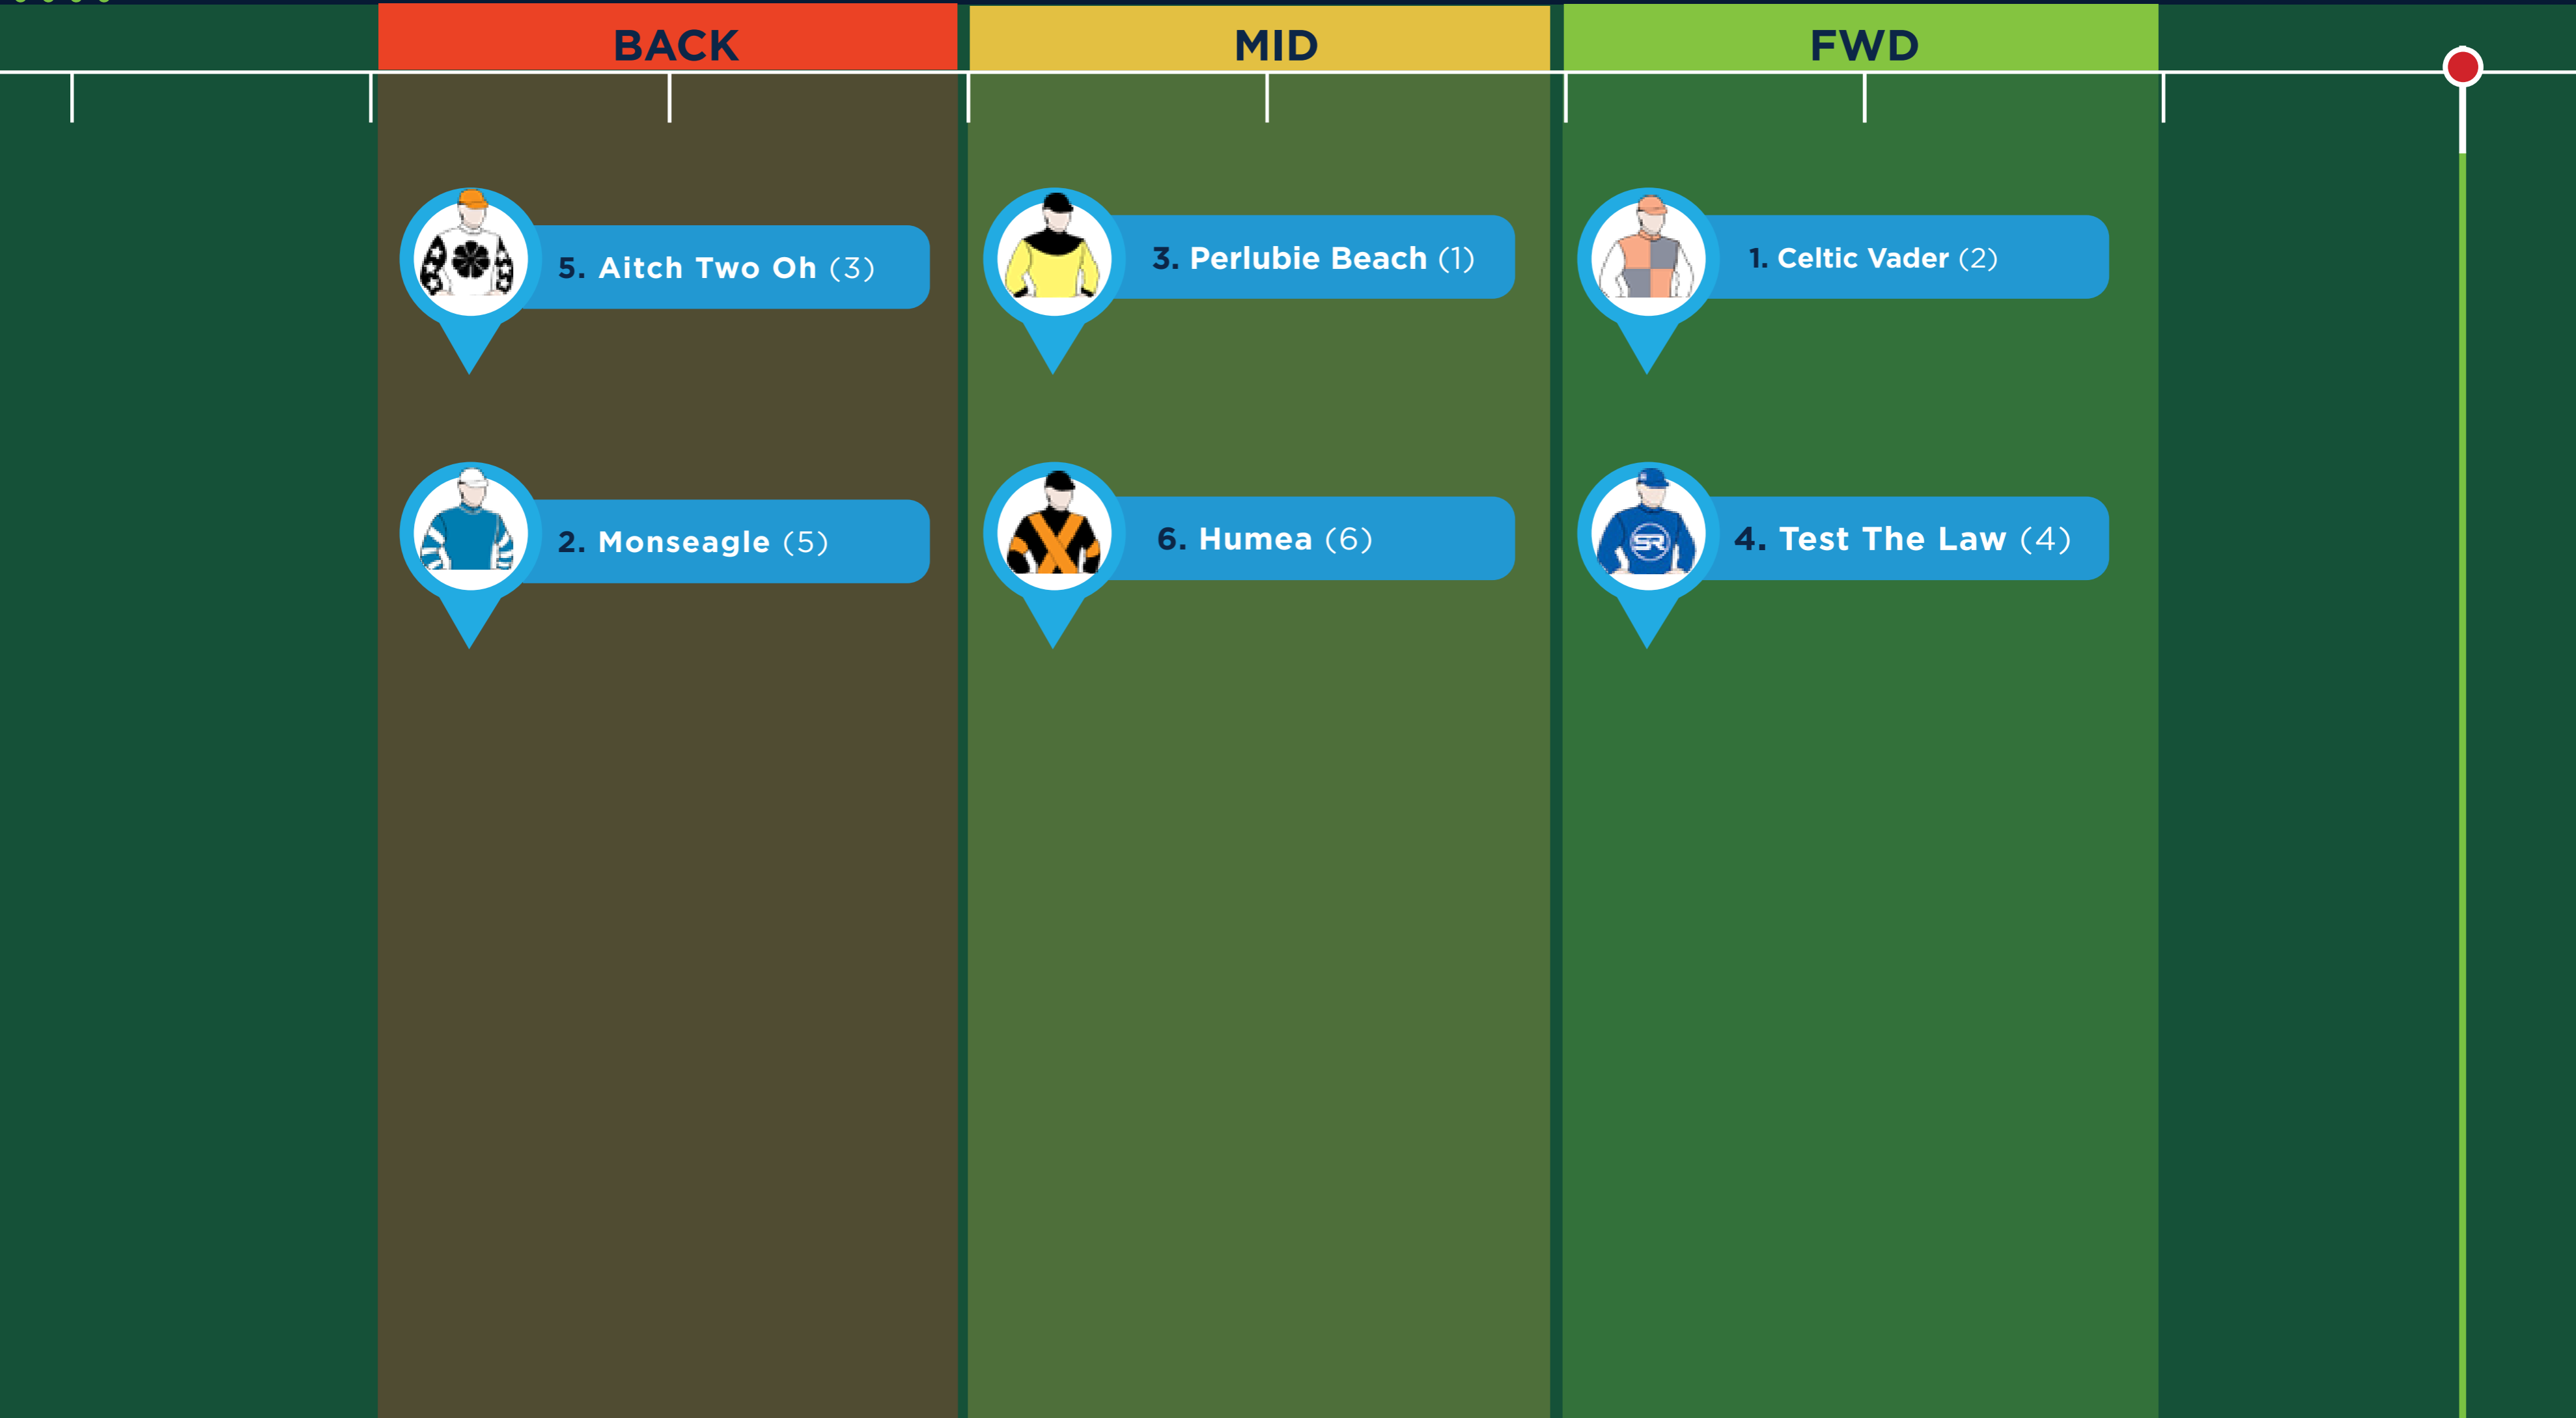 BACK
MID
FWD
5. Aitch Two Oh (3)
3. Perlubie Beach (1)
1. Celtic Vader (2)
2. Monseagle (5)
6. Humea (6)
4. Test The Law (4)
SR